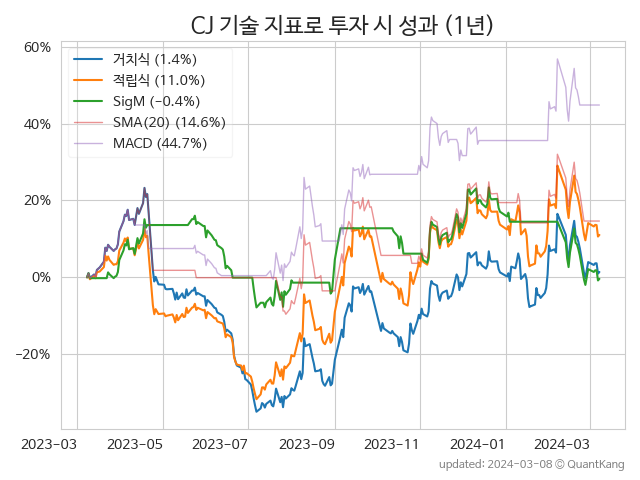 CJ 기술 지표로 투자 시 성과 (1년)
60%
40%
20%
0%
−20%
거치식 (1.4%)
적립식 (11.0%)
SigM (−0.4%)
SMA(20) (14.6%)
MACD (44.7%)
2023−03 2023−05 2023−07 2023−09 2023−11 2024−01 2024−03
updated: 2024−03−08 ⓒ QuantKang